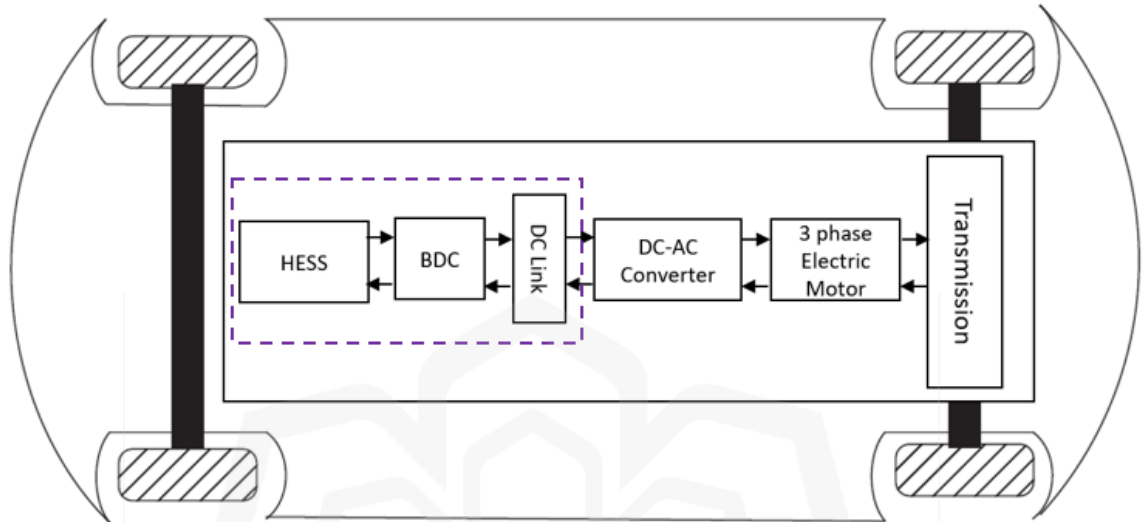 HESS
BDC
DC Link
DC-AC
Converter
3 phase
Electric
Motor
Transmission